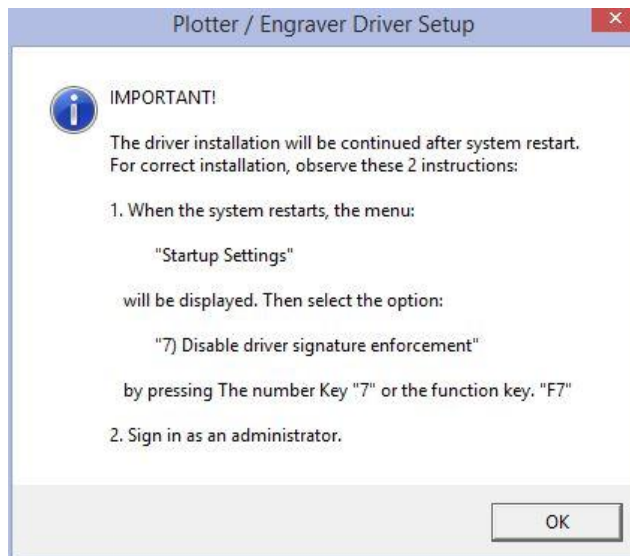 Plotter / Engraver Driver Setup
IMPORTANT!
The driver installation will be continued after system restart.
For correct installation, observe these 2 instructions:
1. When the system restarts, the menu:
"Startup Settings"
will be displayed. Then select the option:
"7) Disable driver signature enforcement"
by pressing The number Key "7" or the function key. "F7"
2. Sign in as an administrator.
OK